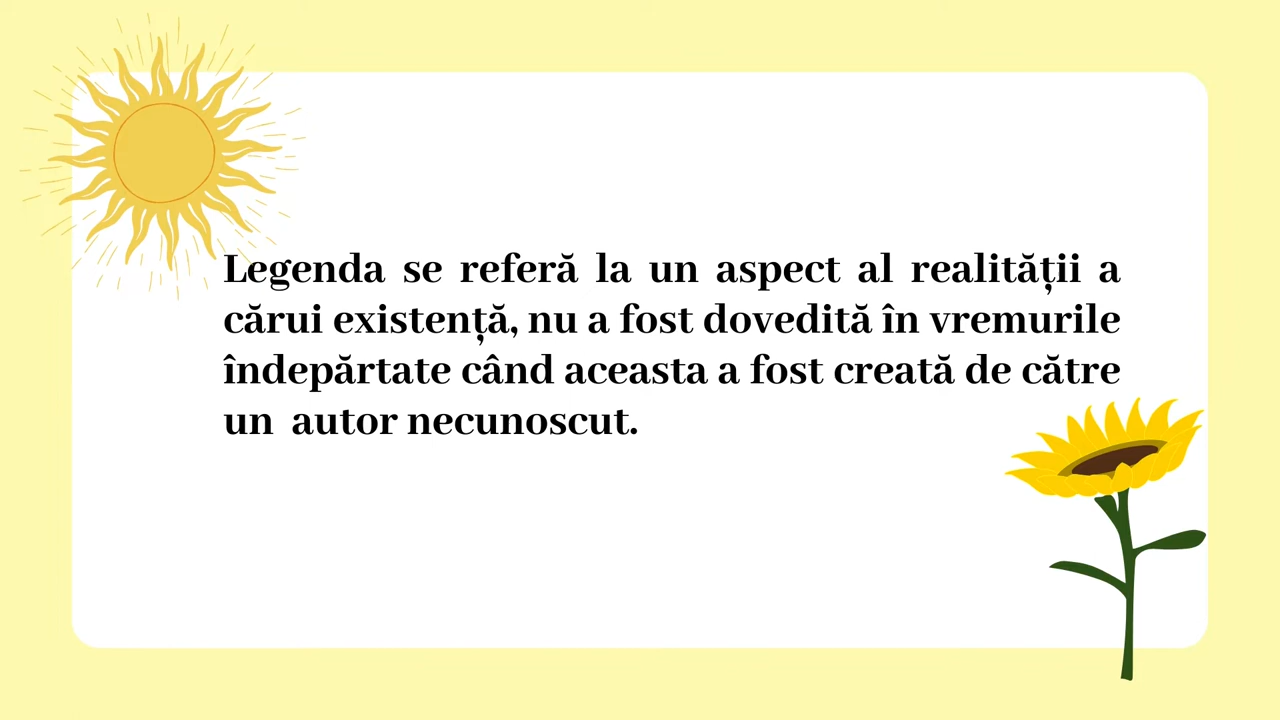 Legenda se referă la un aspect al realității a
cărui existență, nu a fost dovedită în vremurile
îndepărtate când aceasta a fost creată de către
un autor necunoscut.